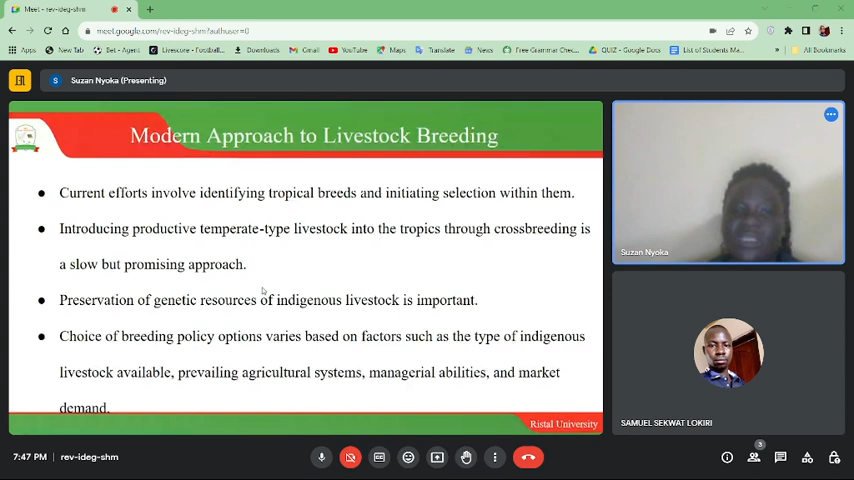 Meet - rev-ideg-shm
meet.google.com/rev-ideg-shm?authuser=0
Apps
New Tab
Bet - Agent
Livescore - Football...
Downloads
Gmail
YouTube
Maps
Translate
News
Free Grammar Chec...
QUIZ - Google Docs
List of Students Ma...
»
All Bookmarks
S
Suzan Nyoka (Presenting)
Modern Approach to Livestock Breeding
● Current efforts involve identifying tropical breeds and initiating selection within them.
● Introducing productive temperate-type livestock into the tropics through crossbreeding is
a slow but promising approach.
● Preservation of genetic resources of indigenous livestock is important.
● Choice of breeding policy options varies based on factors such as the type of indigenous
livestock available, prevailing agricultural systems, managerial abilities, and market
demand.
Ristal University
Suzan Nyoka
SAMUEL SEKWAT LOKIRI
7:47 PM
rev-ideg-shm
3